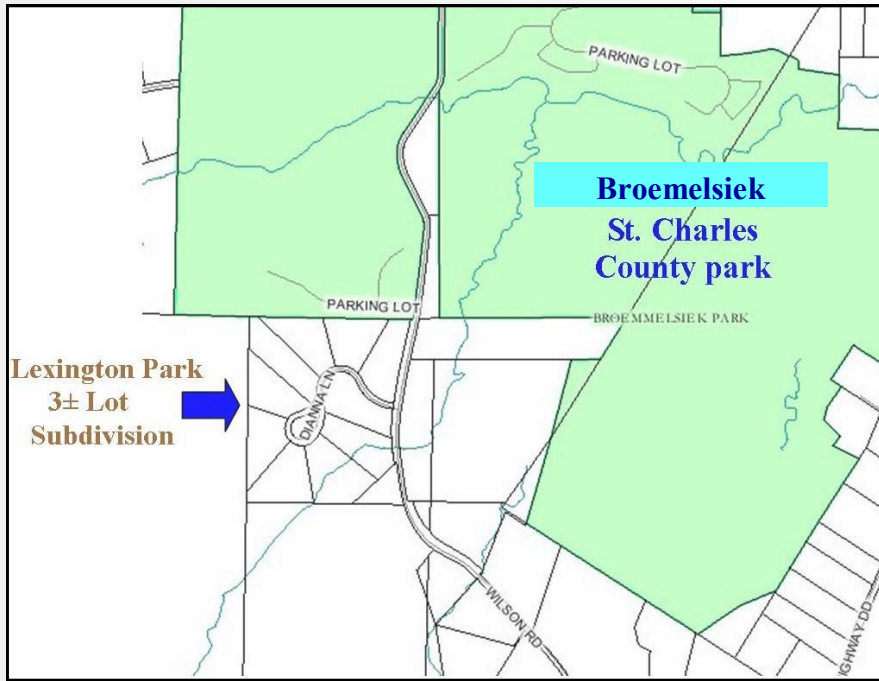 PARKING LOT
Broemelsiek
St. Charles
County park
PARKING LOT
BROEMMELSIEK PARK
Lexington Park
3± Lot
Subdivision
DIANNA LN
WILSON RD
HIGHWAY DD